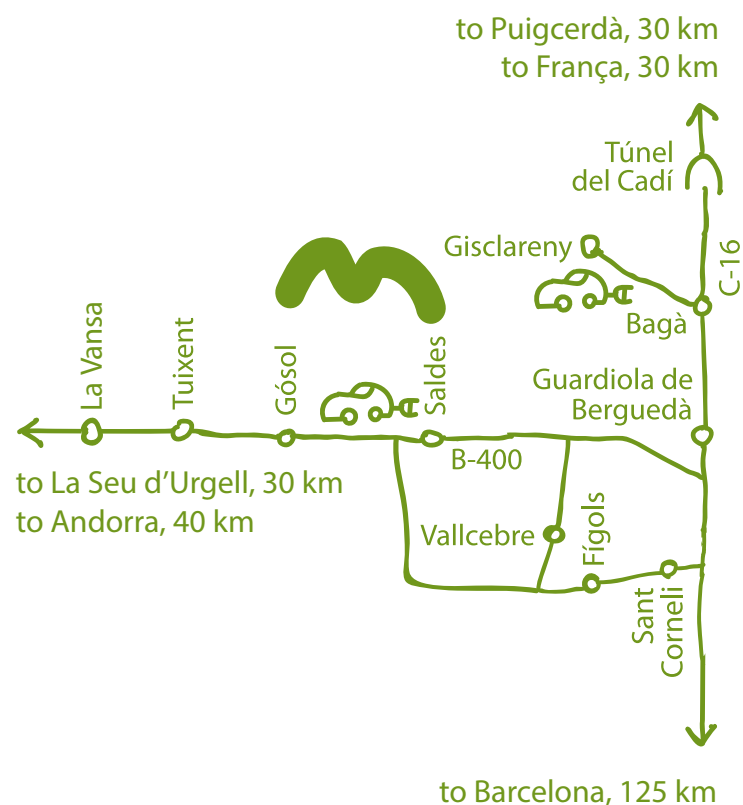 to Puigcerdà, 30 km
to França, 30 km
Túnel
del Cadí
Gisclareny
C-16
Bagà
La Vansa
Tuixent
Gósol
Saldes
Guardiola de
Berguedà
B-400
to La Seu d’Urgell, 30 km
to Andorra, 40 km
Vallcebre
Fígols
Sant
Corneli
to Barcelona, 125 km